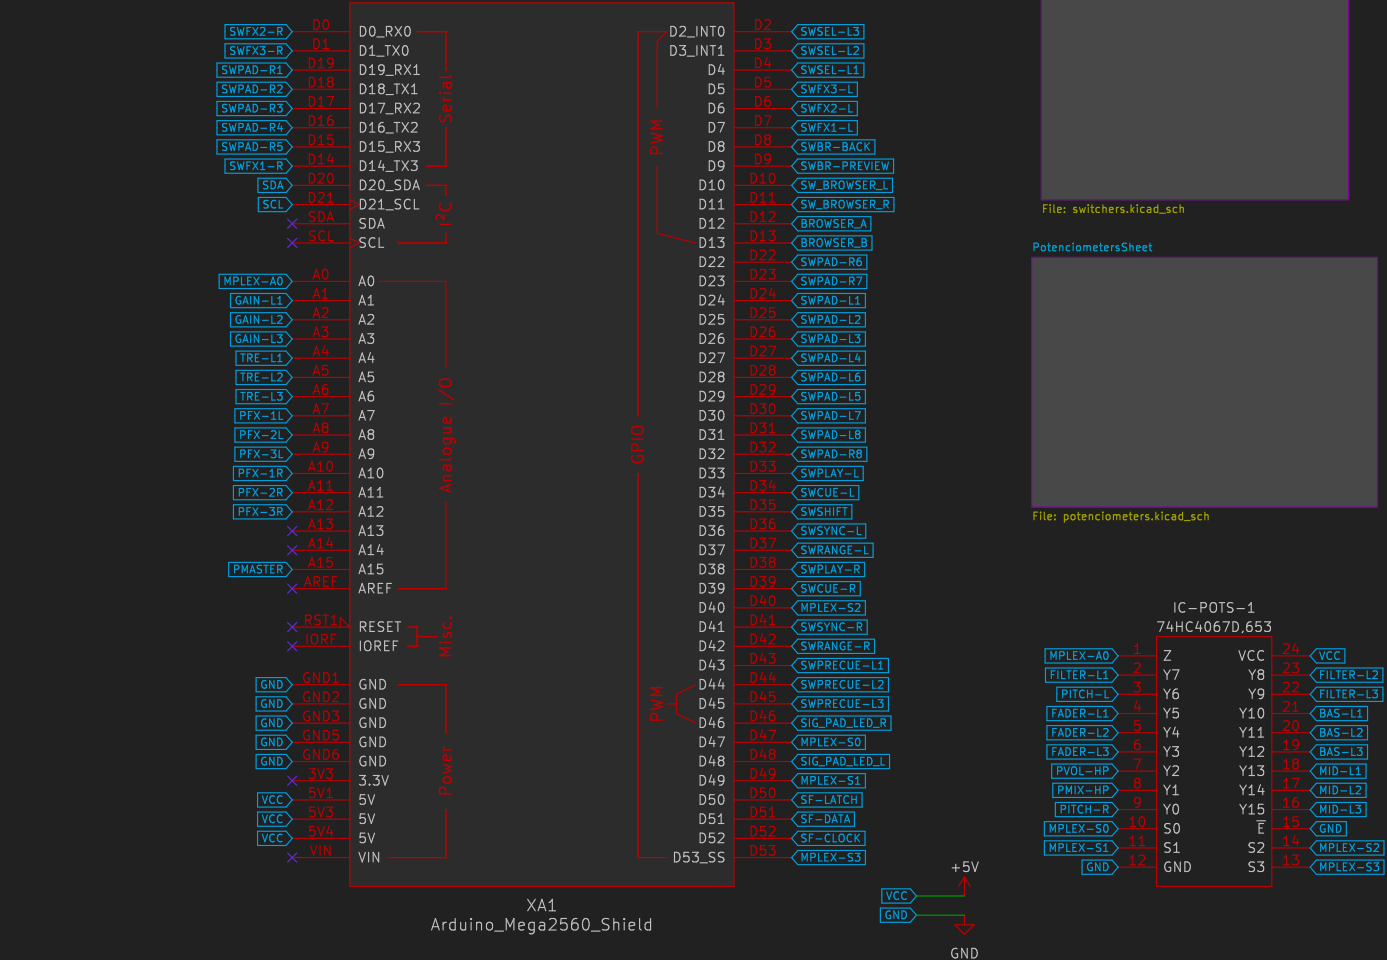 SWFX2-R D0 D0_RX0 D2_INT0 D2 SWSEL-L3
SWFX3-R D1 D1_TX0 D3_INT1 D3 SWSEL-L2
SWPAD-R1 D19 D19_RX1 D4 D4 SWSEL-L1
SWPAD-R2 D18 D18_TX1 D5 D5 SWFX3-L
SWPAD-R3 D17 D17_RX2 D6 D6 SWFX2-L
SWPAD-R4 D16 D16_TX2 D7 D7 SWFX1-L
SWPAD-R5 D15 D15_RX3 D8 D8 SWBR-BACK
SWFX1-R D14 D14_TX3 D9 D9 SWBR-PREVIEW
SDA D20 D20_SDA D10 D10 SW_BROWSER_L
SCL D21 D21_SCL D11 D11 SW_BROWSER_R
SDA SDA D12 D12 BROWSER_A
SCL SCL D13 D13 BROWSER_B
D22 D22 SWPAD-R6
MPLEX-A0 A0 A0 D23 D23 SWPAD-R7
GAIN-L1 A1 A1 D24 D24 SWPAD-L1
GAIN-L2 A2 A2 D25 D25 SWPAD-L2
GAIN-L3 A3 A3 D26 D26 SWPAD-L3
TRE-L1 A4 A4 D27 D27 SWPAD-L4
TRE-L2 A5 A5 D28 D28 SWPAD-L6
TRE-L3 A6 A6 D29 D29 SWPAD-L5
PFX-1L A7 A7 D30 D30 SWPAD-L7
PFX-2L A8 A8 D31 D31 SWPAD-L8
PFX-3L A9 A9 D32 D32 SWPAD-R8
PFX-1R A10 A10 D33 D33 SWPLAY-L
PFX-2R A11 A11 D34 D34 SWCUE-L
PFX-3R A12 A12 D35 D35 SWSHIFT
A13 A13 D36 D36 SWSYNC-L
A14 A14 D37 D37 SWRANGE-L
PMASTER A15 A15 D38 D38 SWPLAY-R
AREF AREF D39 D39 SWCUE-R
D40 D40 MPLEX-S2
RST1 RESET D41 D41 SWSYNC-R
IORF IOREF D42 D42 SWRANGE-R
D43 D43 SWPRECUE-L1
GND GND1 GND D44 D44 SWPRECUE-L2
GND GND2 GND D45 D45 SWPRECUE-L3
GND GND3 GND D46 D46 SIG_PAD_LED_R
GND GND5 GND D47 D47 MPLEX-S0
GND GND6 GND D48 D48 SIG_PAD_LED_L
3V3 3.3V D49 D49 MPLEX-S1
VCC 5V1 5V D50 D50 SF-LATCH
VCC 5V3 5V D51 D51 SF-DATA
VCC 5V4 5V D52 D52 SF-CLOCK
VIN VIN D53_SS D53 MPLEX-S3
Serial
I²C
Analogue I/O
Misc.
Power
PWM
GPIO
PWM
XA1
Arduino_Mega2560_Shield
+5V
VCC
GND
GND
File: switchers.kicad_sch
PotenciometersSheet
File: potenciometers.kicad_sch
IC-POTS-1
74HC4067D,653
MPLEX-A0 1 Z VCC 24 VCC
FILTER-L1 2 Y7 Y8 23 FILTER-L2
PITCH-L 3 Y6 Y9 22 FILTER-L3
FADER-L1 4 Y5 Y10 21 BAS-L1
FADER-L2 5 Y4 Y11 20 BAS-L2
FADER-L3 6 Y3 Y12 19 BAS-L3
PVOL-HP 7 Y2 Y13 18 MID-L1
PMIX-HP 8 Y1 Y14 17 MID-L2
PITCH-R 9 Y0 Y15 16 MID-L3
MPLEX-S0 10 S0 E̅ 15 GND
MPLEX-S1 11 S1 S2 14 MPLEX-S2
GND 12 GND S3 13 MPLEX-S3